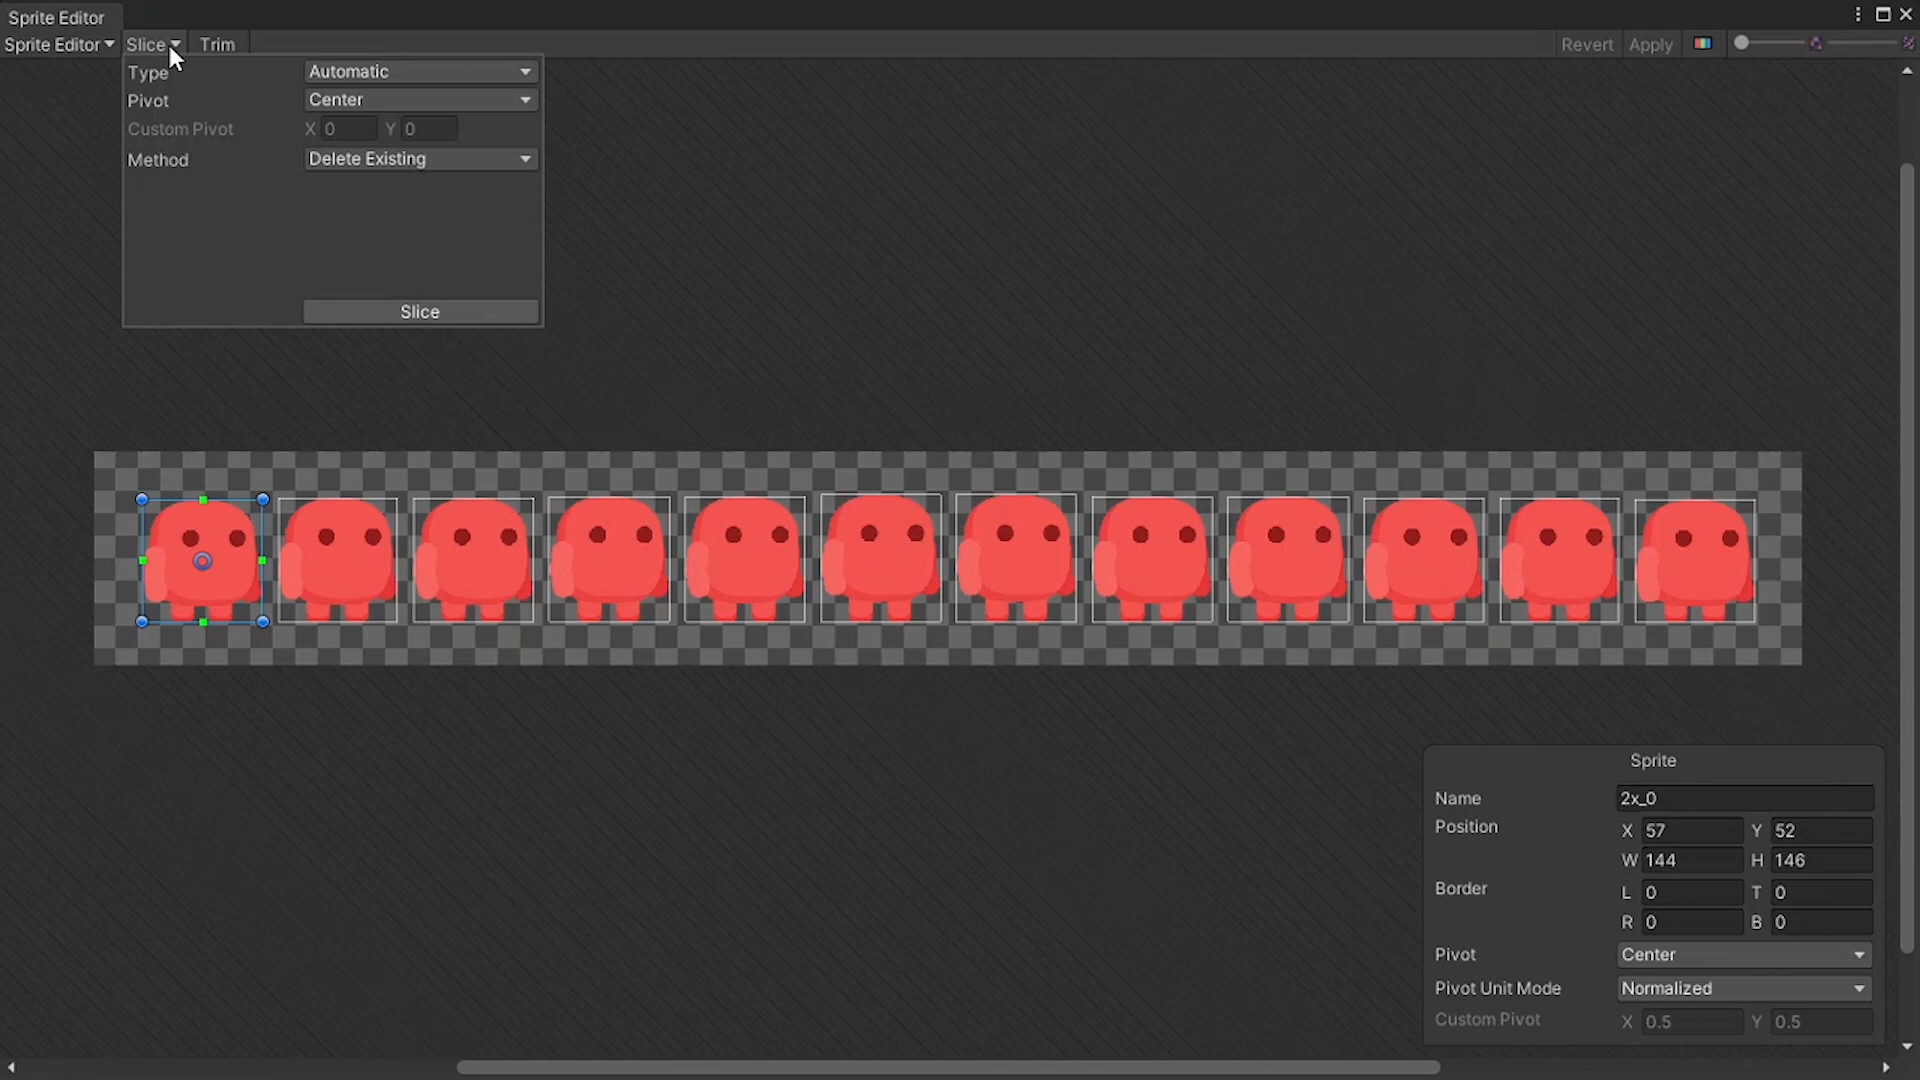 Sprite Editor
Sprite Editor Slice Trim Revert Apply
Type Automatic
Pivot Center
Custom Pivot X 0 Y 0
Method Delete Existing
Slice
Sprite
Name 2x_0
Position X 57 Y 52
W 144 H 146
Border L 0 T 0
R 0 B 0
Pivot Center
Pivot Unit Mode Normalized
Custom Pivot X 0.5 Y 0.5